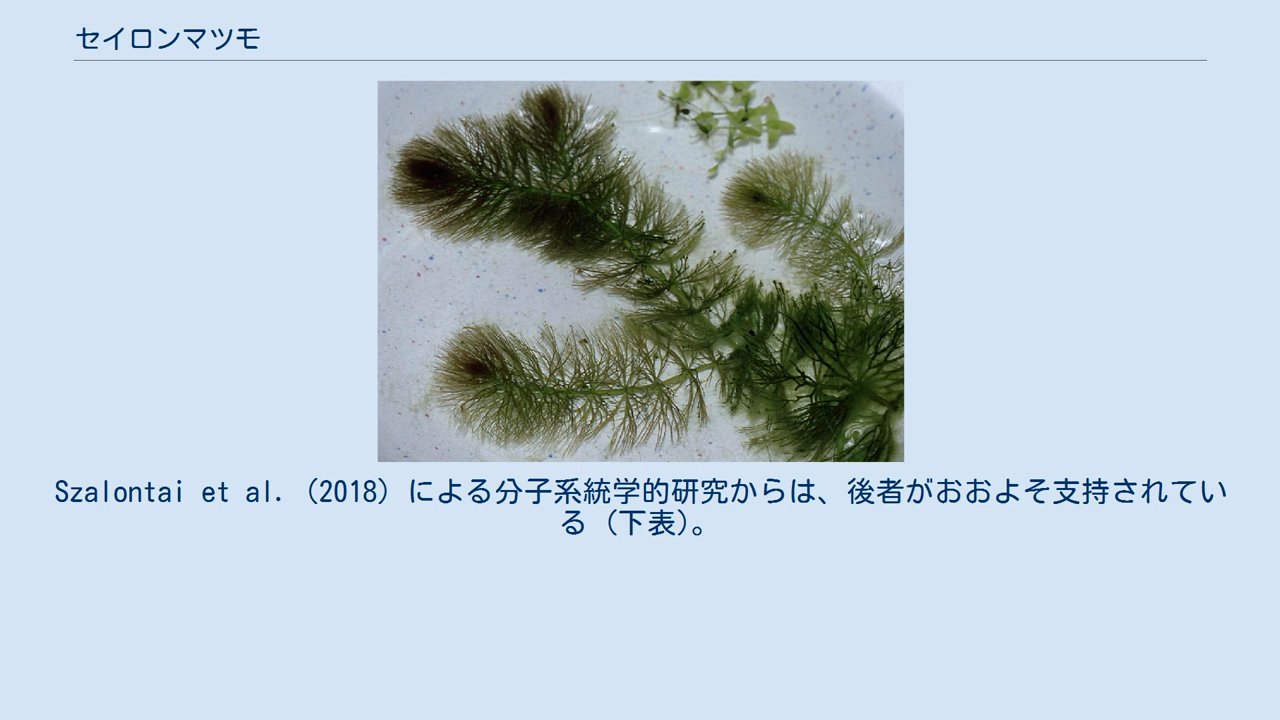 セイロンマツモ
Szalontai et al. (2018) による分子系統学的研究からは、後者がおおよそ支持されてい
る (下表)。